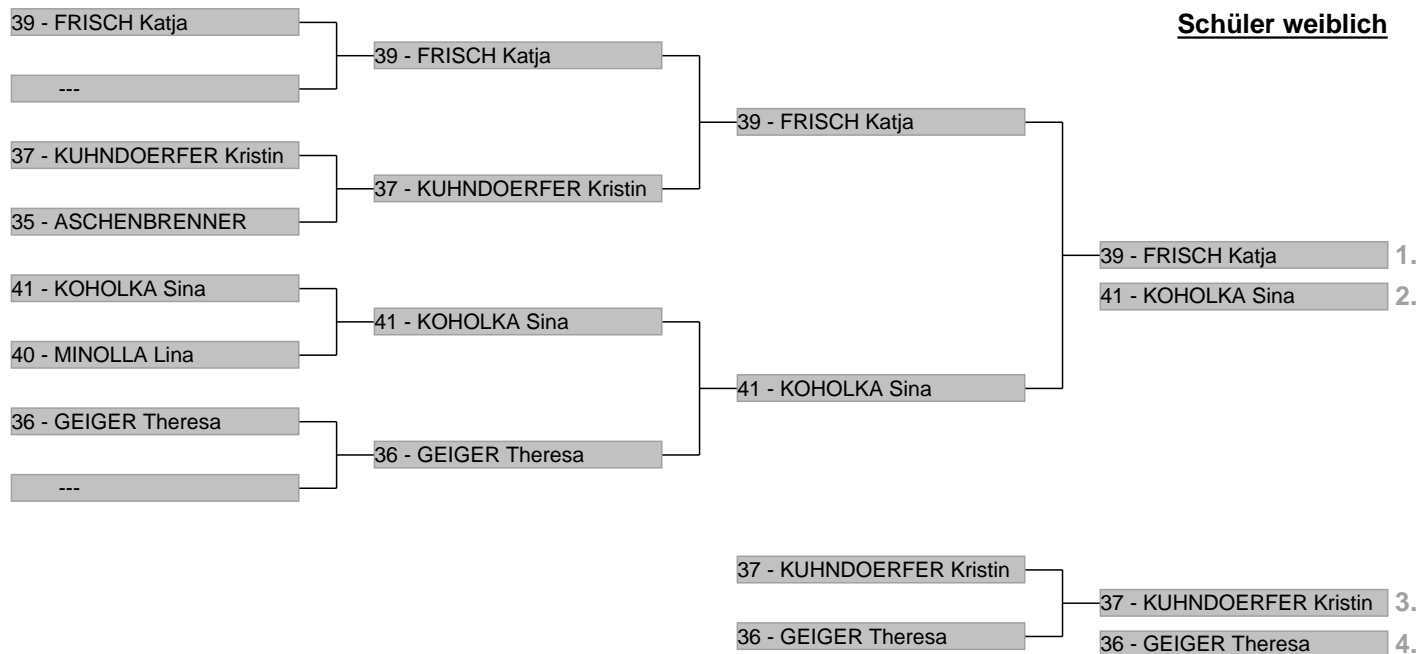 Schüler weiblich
39 - FRISCH Katja
---
37 - KUHNDOERFER Kristin
35 - ASCHENBRENNER
41 - KOHOLKA Sina
40 - MINOLLA Lina
36 - GEIGER Theresa
---
39 - FRISCH Katja
37 - KUHNDOERFER Kristin
41 - KOHOLKA Sina
36 - GEIGER Theresa
39 - FRISCH Katja
41 - KOHOLKA Sina
39 - FRISCH Katja 1.
41 - KOHOLKA Sina 2.
37 - KUHNDOERFER Kristin
36 - GEIGER Theresa
37 - KUHNDOERFER Kristin 3.
36 - GEIGER Theresa 4.